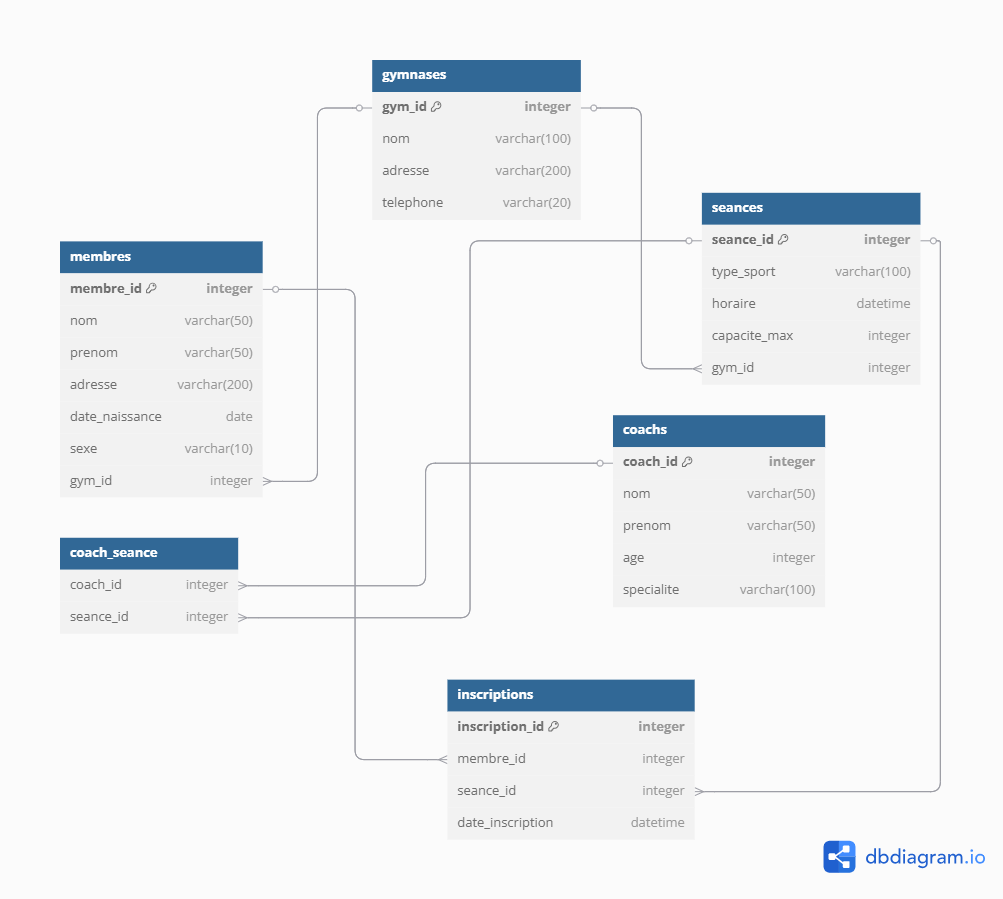 gymnases
gym_id integer
nom varchar(100)
adresse varchar(200)
telephone varchar(20)
seances
seance_id integer
type_sport varchar(100)
horaire datetime
capacite_max integer
gym_id integer
membres
membre_id integer
nom varchar(50)
prenom varchar(50)
adresse varchar(200)
date_naissance date
sexe varchar(10)
gym_id integer
coachs
coach_id integer
nom varchar(50)
prenom varchar(50)
age integer
specialite varchar(100)
coach_seance
coach_id integer
seance_id integer
inscriptions
inscription_id integer
membre_id integer
seance_id integer
date_inscription datetime
dbdiagram.io